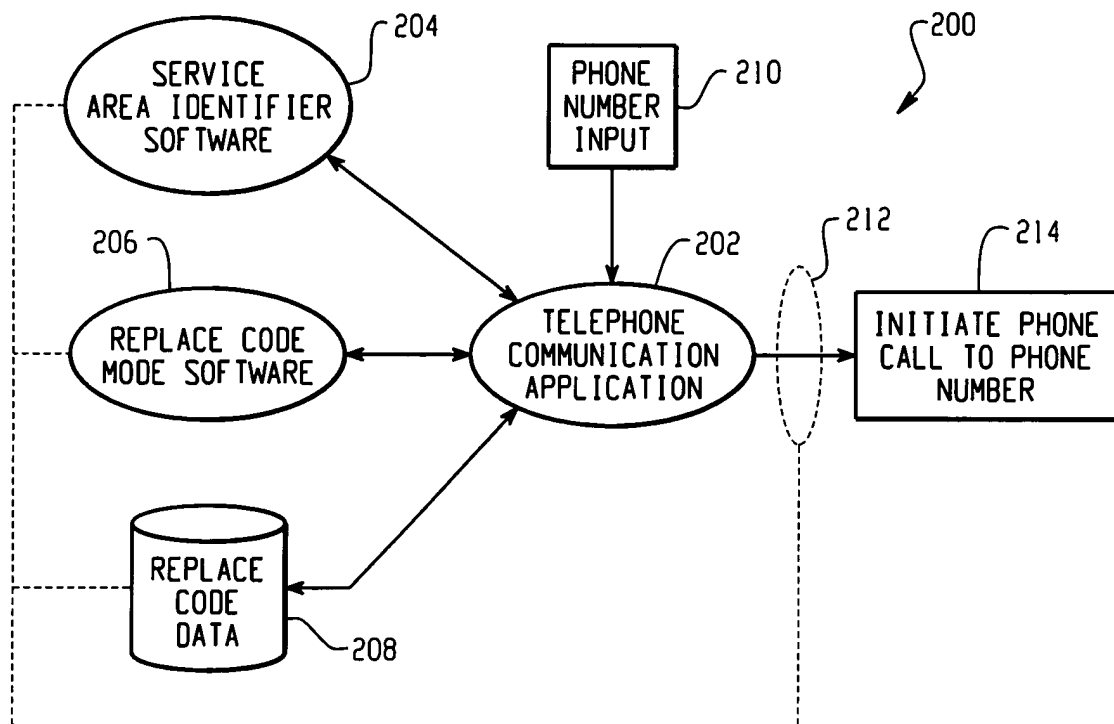 204
200
SERVICE
AREA IDENTIFIER
SOFTWARE
PHONE
NUMBER
INPUT
210
206
202
212
214
REPLACE CODE
MODE SOFTWARE
TELEPHONE
COMMUNICATION
APPLICATION
INITIATE PHONE
CALL TO PHONE
NUMBER
REPLACE
CODE
DATA
208